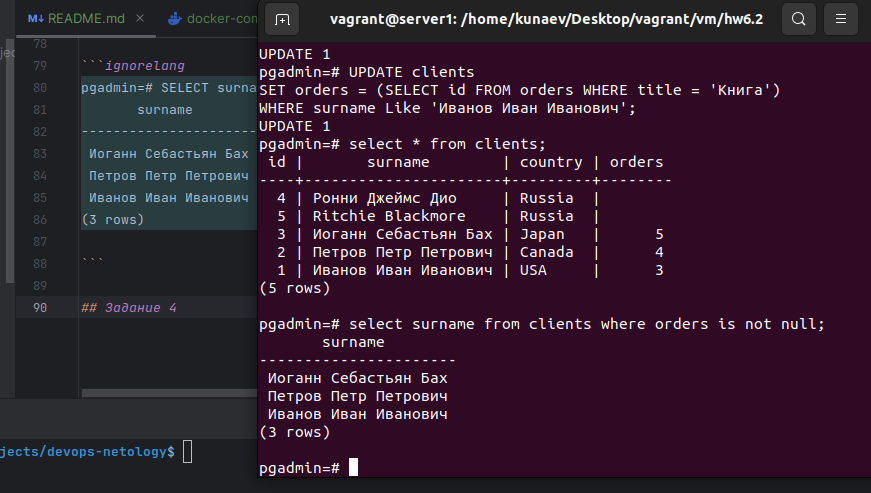 README.md ×
docker-con
78
79 ```ignorelang
80 pgadmin=# SELECT surna
81 surname
82 ----------------------
83 Иоганн Себастьян Бах
84 Петров Петр Петрович
85 Иванов Иван Иванович
86 (3 rows)
87
88 ```
89
90 ## Задание 4
jects/devops-netology$
vagrant@server1: /home/kunaev/Desktop/vagrant/vm/hw6.2
UPDATE 1
pgadmin=# UPDATE clients
SET orders = (SELECT id FROM orders WHERE title = 'Книга')
WHERE surname Like 'Иванов Иван Иванович';
UPDATE 1
pgadmin=# select * from clients;
id | surname | country | orders
----+----------------------+---------+--------
4 | Ронни Джеймс Дио | Russia |
5 | Ritchie Blackmore | Russia |
3 | Иоганн Себастьян Бах | Japan | 5
2 | Петров Петр Петрович | Canada | 4
1 | Иванов Иван Иванович | USA | 3
(5 rows)
pgadmin=# select surname from clients where orders is not null;
surname
----------------------
Иоганн Себастьян Бах
Петров Петр Петрович
Иванов Иван Иванович
(3 rows)
pgadmin=#